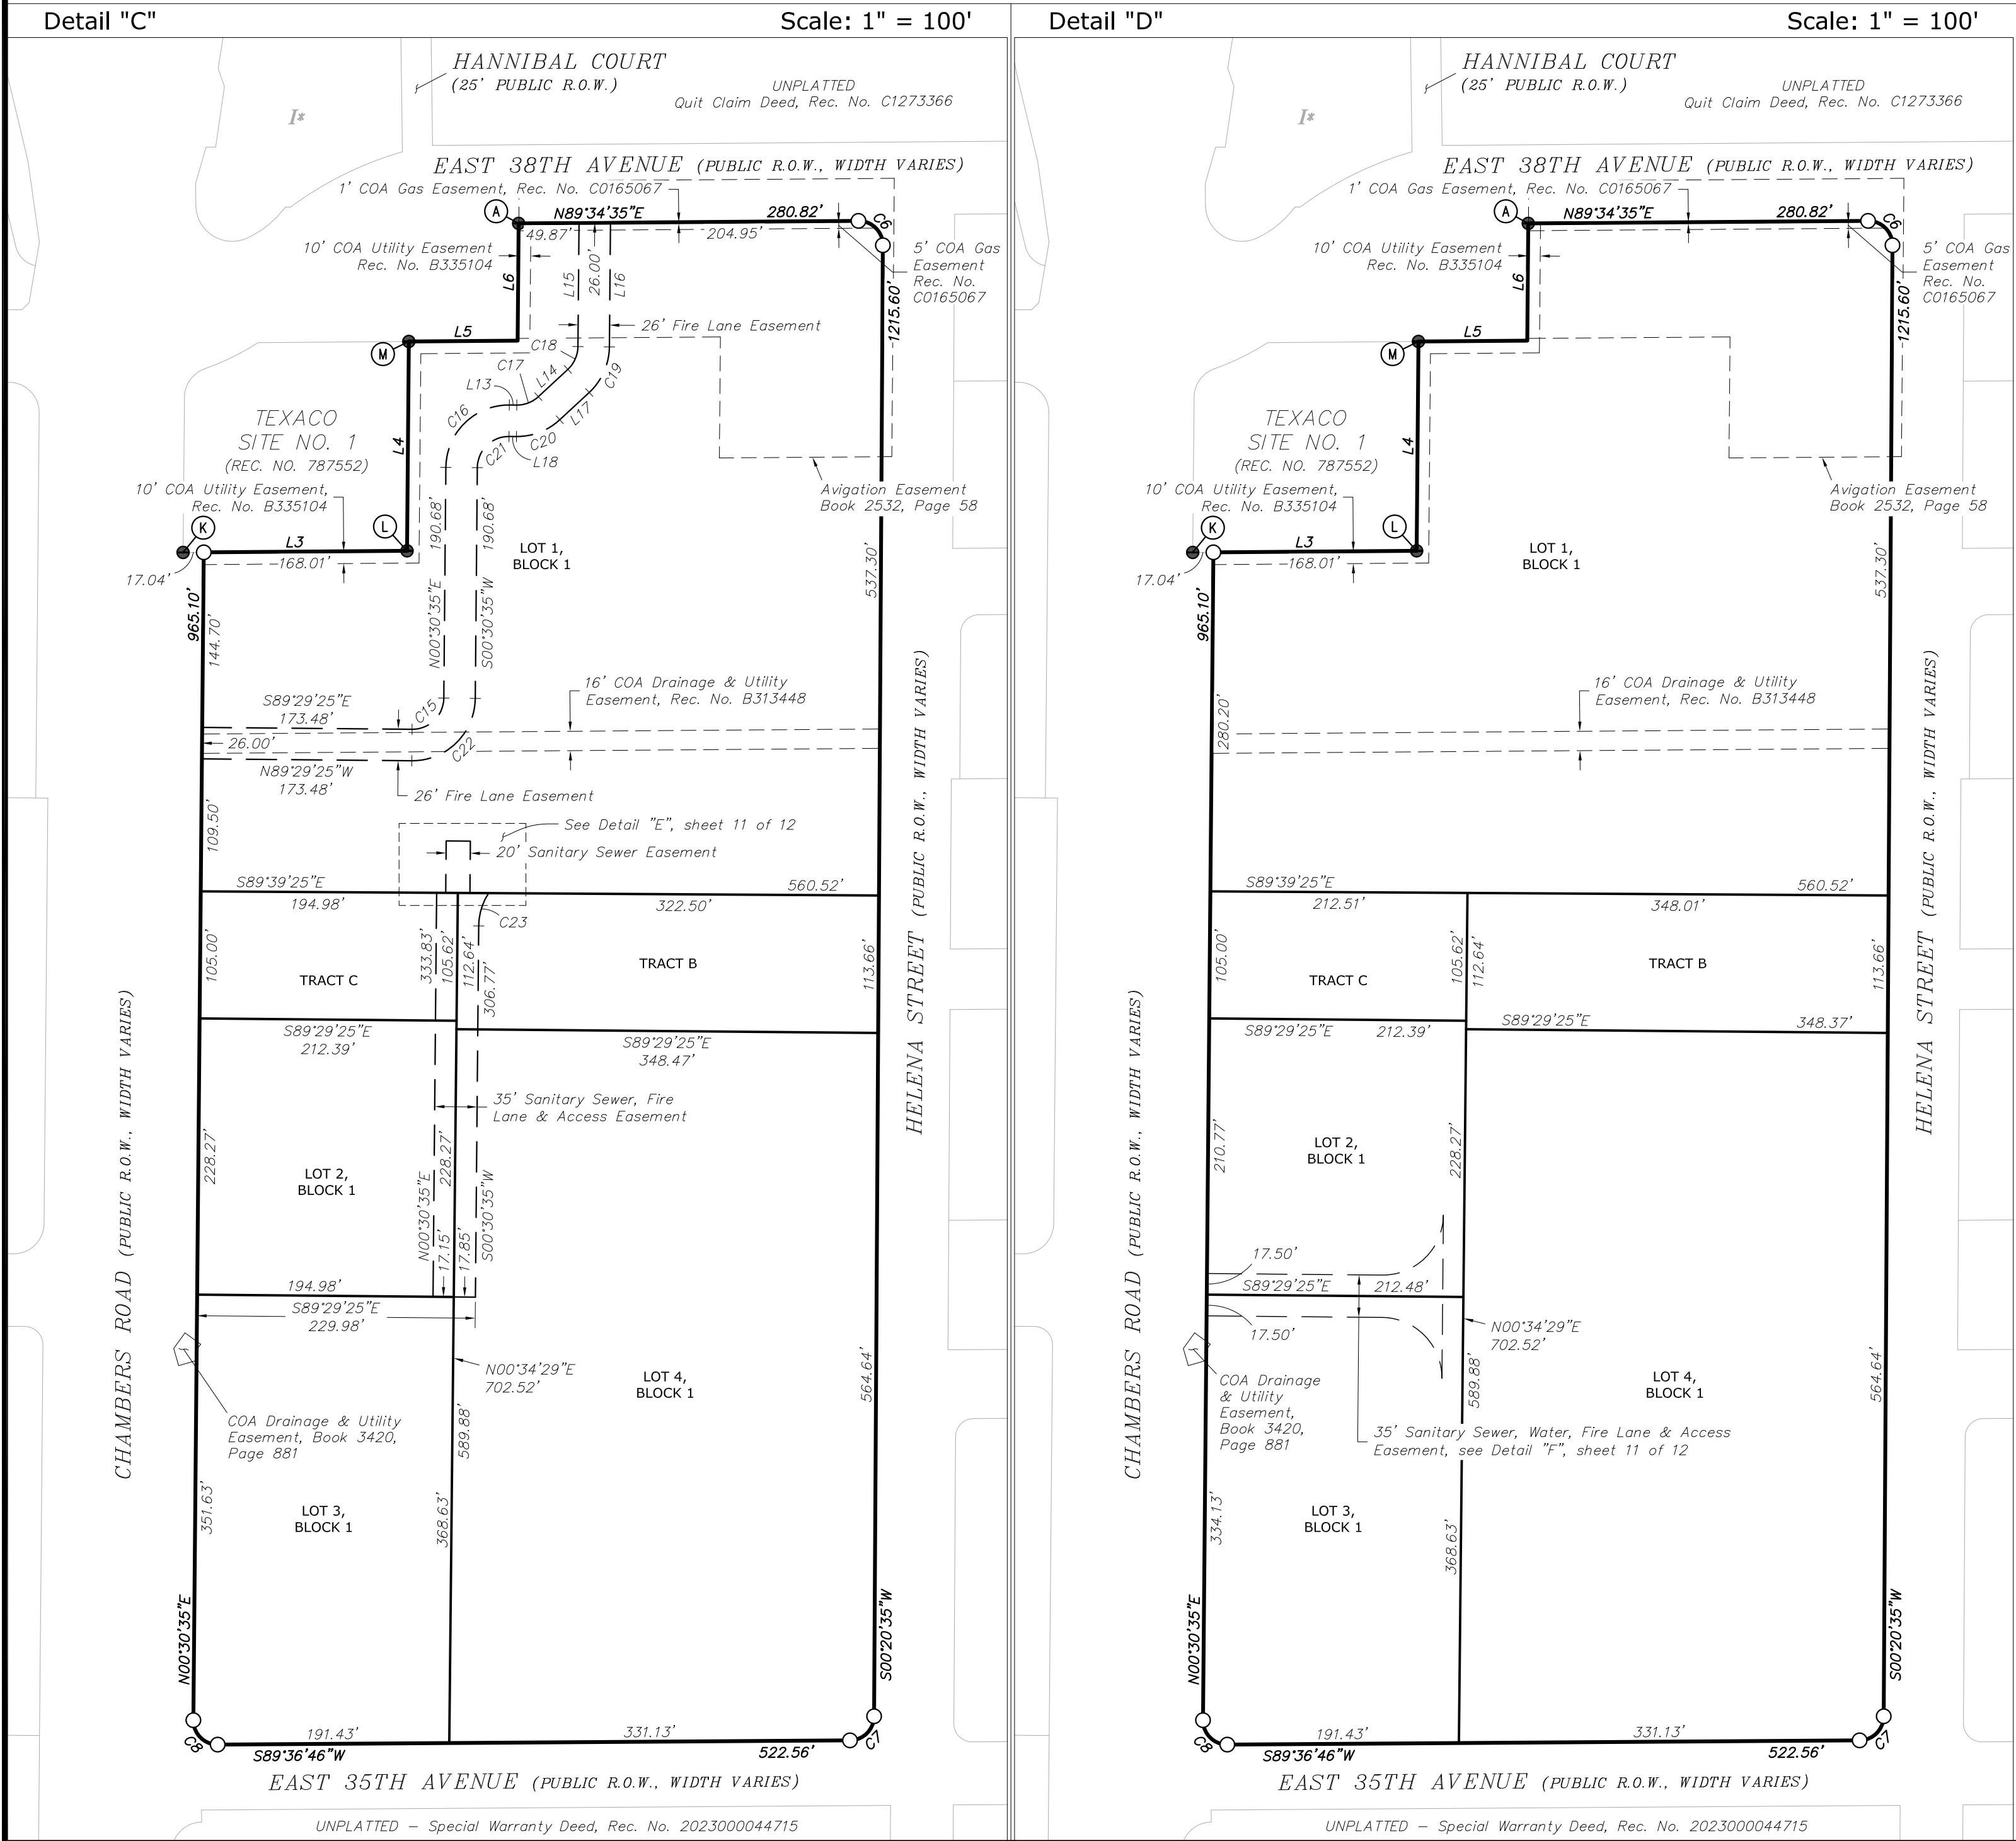 Detail "C"
Scale: 1" = 100'
HANNIBAL COURT
(25' PUBLIC R.O.W.)
UNPLATTED
Quit Claim Deed, Rec. No. C1273366
I*
EAST 38TH AVENUE (PUBLIC R.O.W., WIDTH VARIES)
1' COA Gas Easement, Rec. No. C0165067
A
N89°34'35"E
280.82'
C6
49.87'
204.95'
10' COA Utility Easement
Rec. No. B335104
5' COA Gas
Easement
Rec. No.
C0165067
L6
L15
26.00'
L16
1215.60'
26' Fire Lane Easement
L5
M
C18
C17
L14
C19
L13
L17
C16
C20
C21
L18
TEXACO
SITE NO. 1
(REC. NO. 787552)
L4
10' COA Utility Easement,
Rec. No. B335104
Avigation Easement
Book 2532, Page 58
K
L
L3
168.01'
17.04'
190.68'
190.68'
LOT 1,
BLOCK 1
537.30'
965.10'
144.70'
N00°30'35"E
S00°30'35"W
S89°29'25"E
173.48'
C15
16' COA Drainage & Utility
Easement, Rec. No. B313448
26.00'
C22
N89°29'25"W
173.48'
26' Fire Lane Easement
109.50'
See Detail "E", sheet 11 of 12
20' Sanitary Sewer Easement
S89°39'25"E
560.52'
194.98'
322.50'
C23
105.00'
333.83'
105.62'
112.64'
306.77'
TRACT C
TRACT B
113.66'
S89°29'25"E
212.39'
S89°29'25"E
348.47'
35' Sanitary Sewer, Fire
Lane & Access Easement
228.27'
228.27'
LOT 2,
BLOCK 1
N00°30'35"E
17.15'
17.85'
S00°30'35"W
194.98'
S89°29'25"E
229.98'
N00°34'29"E
702.52'
LOT 4,
BLOCK 1
564.64'
COA Drainage & Utility
Easement, Book 3420,
Page 881
589.88'
351.63'
LOT 3,
BLOCK 1
368.63'
N00°30'35"E
S00°20'35"W
CHAMBERS ROAD (PUBLIC R.O.W., WIDTH VARIES)
HELENA STREET (PUBLIC R.O.W., WIDTH VARIES)
C8
191.43'
331.13'
C7
S89°36'46"W
522.56'
EAST 35TH AVENUE (PUBLIC R.O.W., WIDTH VARIES)
UNPLATTED – Special Warranty Deed, Rec. No. 2023000044715
Detail "D"
Scale: 1" = 100'
HANNIBAL COURT
(25' PUBLIC R.O.W.)
UNPLATTED
Quit Claim Deed, Rec. No. C1273366
I*
EAST 38TH AVENUE (PUBLIC R.O.W., WIDTH VARIES)
1' COA Gas Easement, Rec. No. C0165067
A
N89°34'35"E
280.82'
C6
10' COA Utility Easement
Rec. No. B335104
5' COA Gas
Easement
Rec. No.
C0165067
L6
1215.60'
L5
M
TEXACO
SITE NO. 1
(REC. NO. 787552)
L4
10' COA Utility Easement,
Rec. No. B335104
Avigation Easement
Book 2532, Page 58
K
L
L3
168.01'
17.04'
LOT 1,
BLOCK 1
537.30'
965.10'
280.20'
16' COA Drainage & Utility
Easement, Rec. No. B313448
S89°39'25"E
560.52'
212.51'
348.01'
105.00'
105.62'
112.64'
TRACT C
TRACT B
113.66'
S89°29'25"E
212.39'
S89°29'25"E
348.37'
210.77'
LOT 2,
BLOCK 1
228.27'
17.50'
S89°29'25"E
212.48'
17.50'
N00°34'29"E
702.52'
COA Drainage
& Utility
Easement,
Book 3420,
Page 881
589.88'
LOT 4,
BLOCK 1
564.64'
35' Sanitary Sewer, Water, Fire Lane & Access
Easement, see Detail "F", sheet 11 of 12
334.13'
LOT 3,
BLOCK 1
368.63'
N00°30'35"E
S00°20'35"W
CHAMBERS ROAD (PUBLIC R.O.W., WIDTH VARIES)
HELENA STREET (PUBLIC R.O.W., WIDTH VARIES)
C8
191.43'
331.13'
C7
S89°36'46"W
522.56'
EAST 35TH AVENUE (PUBLIC R.O.W., WIDTH VARIES)
UNPLATTED – Special Warranty Deed, Rec. No. 2023000044715